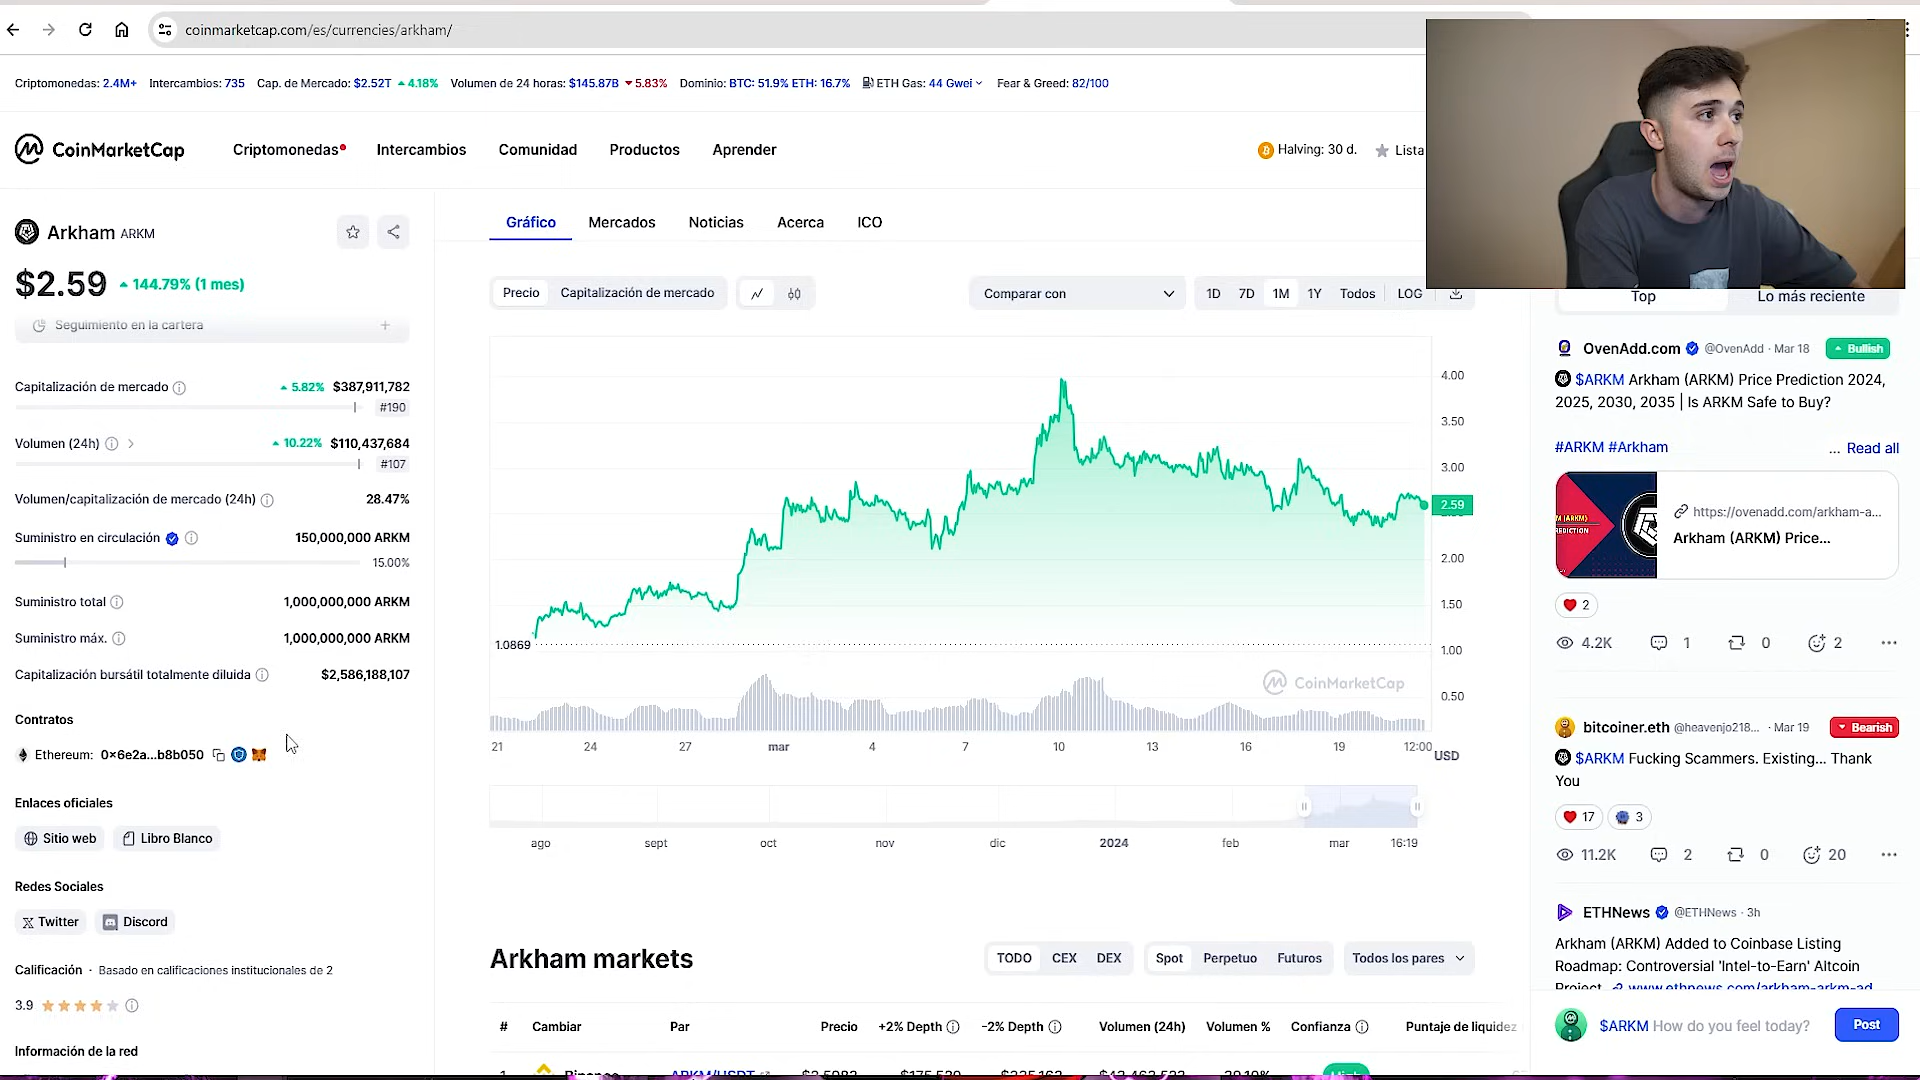 coinmarketcap.com/es/currencies/arkham/
Criptomonedas: 2.4M+ Intercambios: 735 Cap. de Mercado: $2.52T 4.18% Volumen de 24 horas: $145.87B 5.83% Dominio: BTC: 51.9% ETH: 16.7% ETH Gas: 44 Gwei Fear & Greed: 82/100
CoinMarketCap Criptomonedas Intercambios Comunidad Productos Aprender Halving: 30 d. Lista
Arkham ARKM
$2.59 144.79% (1 mes)
Seguimiento en la cartera +
Capitalización de mercado 5.82% $387,911,782
#190
Volumen (24h) 10.22% $110,437,684
#107
Volumen/capitalización de mercado (24h) 28.47%
Suministro en circulación 150,000,000 ARKM
15.00%
Suministro total 1,000,000,000 ARKM
Suministro máx. 1,000,000,000 ARKM
Capitalización bursátil totalmente diluida $2,586,188,107
Contratos
Ethereum: 0x6e2a...b8b050
Enlaces oficiales
Sitio web Libro Blanco
Redes Sociales
Twitter Discord
Calificación · Basado en calificaciones institucionales de 2
3.9
Información de la red
Gráfico Mercados Noticias Acerca ICO
Precio Capitalización de mercado Comparar con 1D 7D 1M 1Y Todos LOG
4.00
3.50
3.00
2.59
2.00
1.50
1.0869
1.00
CoinMarketCap
0.50
21 24 27 mar 4 7 10 13 16 19 12:00
USD
ago sept oct nov dic 2024 feb mar 16:19
Arkham markets TODO CEX DEX Spot Perpetuo Futuros Todos los pares
# Cambiar Par Precio +2% Depth -2% Depth Volumen (24h) Volumen % Confianza Puntaje de liquidez
Binance ARKM/USDT
Top Lo más reciente
OvenAdd.com @OvenAdd · Mar 18 Bullish
$ARKM Arkham (ARKM) Price Prediction 2024,
2025, 2030, 2035 | Is ARKM Safe to Buy?
#ARKM #Arkham ... Read all
https://ovenadd.com/arkham-a...
Arkham (ARKM) Price...
2
4.2K 1 0 2
bitcoiner.eth @heavenjo218... · Mar 19 Bearish
$ARKM Fucking Scammers. Existing... Thank
You
17 3
11.2K 2 0 20
ETHNews @ETHNews · 3h
Arkham (ARKM) Added to Coinbase Listing
Roadmap: Controversial 'Intel-to-Earn' Altcoin
Project. www.ethnews.com/arkham-arkm-ad
$ARKM How do you feel today? Post